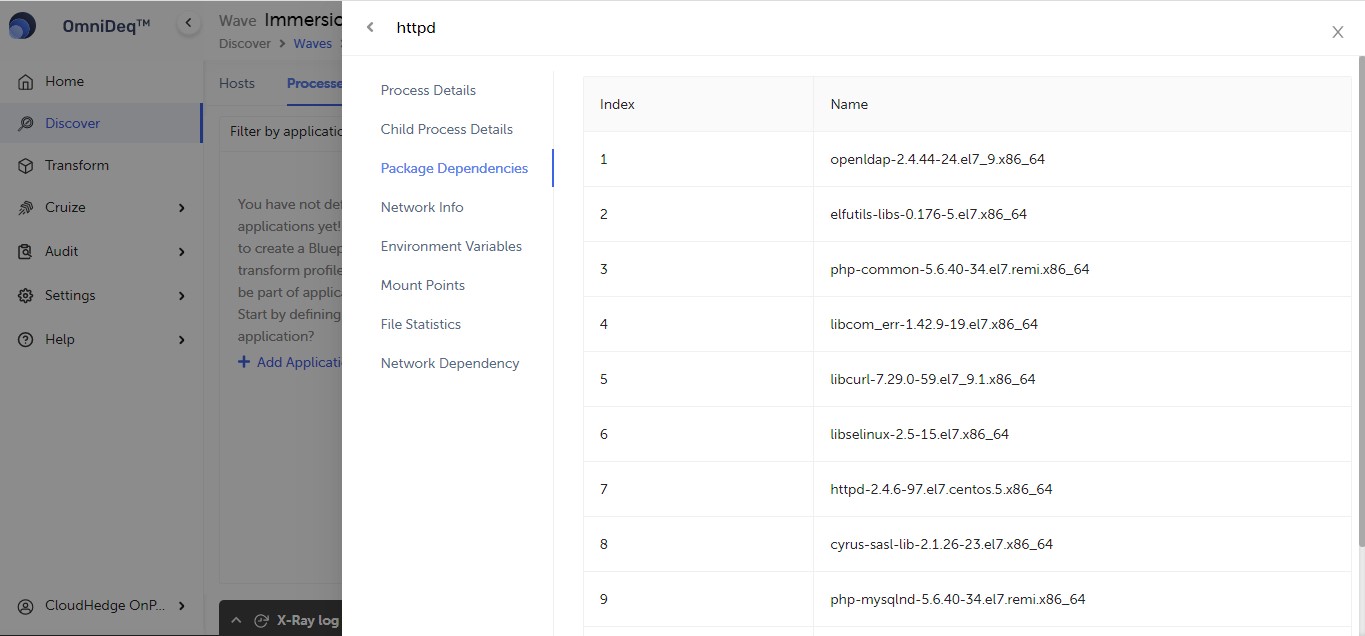 OmniDeq™
Home
Discover
Transform
Cruize
Audit
Settings
Help
CloudHedge OnP...
Wave
Discover > Waves
Hosts
Filter by
You have not
applications yet!
to create a
transform profile
be part of
Start by defining
application?
+ Add
X-Ray log
httpd
Process Details
Child Process Details
Package Dependencies
Network Info
Environment Variables
Mount Points
File Statistics
Network Dependency
Index Name
1 openldap-2.4.44-24.el7_9.x86_64
2 elfutils-libs-0.176-5.el7.x86_64
3 php-common-5.6.40-34.el7.remi.x86_64
4 libcom_err-1.42.9-19.el7.x86_64
5 libcurl-7.29.0-59.el7_9.1.x86_64
6 libselinux-2.5-15.el7.x86_64
7 httpd-2.4.6-97.el7.centos.5.x86_64
8 cyrus-sasl-lib-2.1.26-23.el7.x86_64
9 php-mysqlnd-5.6.40-34.el7.remi.x86_64